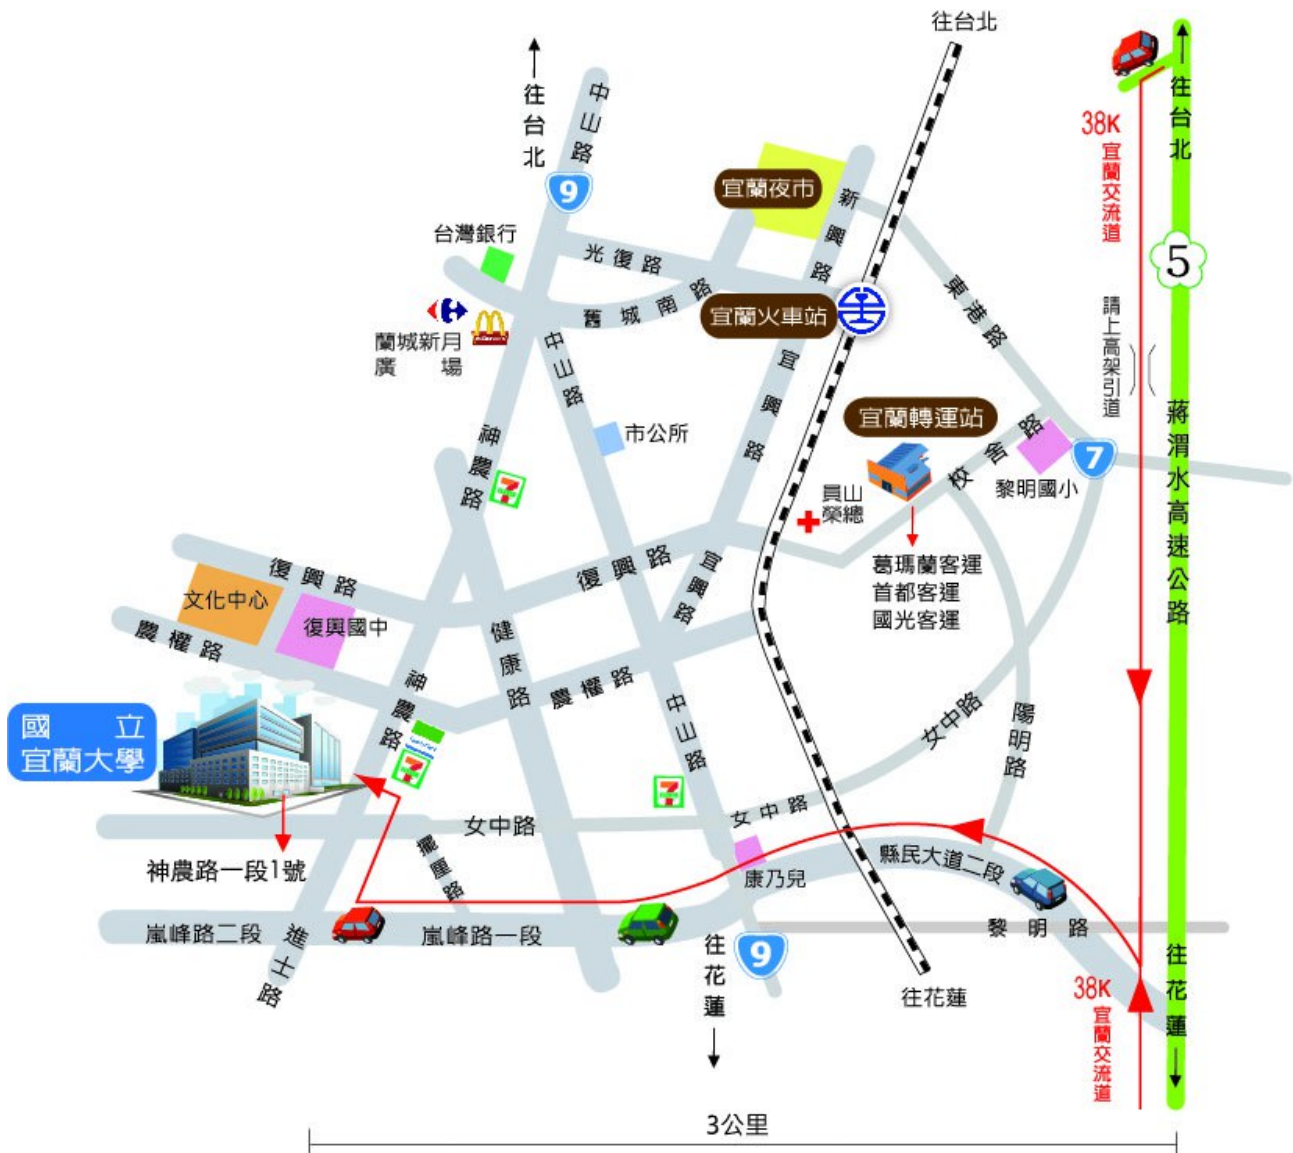 往台北
往台北
中山路
9
往台北
38K
宜蘭交流道
宜蘭夜市
新興路
台灣銀行
光復路
5
舊城南路
宜蘭火車站
東港路
請上高架引道
蘭城新月
廣場
McDonald's
中山路
宜興路
蔣渭水高速公路
宜蘭轉運站
市公所
校舍路
7
神農路
7
ELEVEN
黎明國小
員山
榮總
復興路
復興路
宜興路
葛瑪蘭客運
首都客運
國光客運
文化中心
復興國中
農權路
健康路
農權路
神農路
中山路
女中路
陽明路
國立
宜蘭大學
FamilyMart
7
ELEVEN
7
ELEVEN
女中路
女中路
擺厘路
縣民大道二段
神農路一段1號
康乃兒
嵐峰路二段
進士路
嵐峰路一段
黎明路
往花蓮
9
往花蓮
往花蓮
38K
宜蘭交流道
3公里